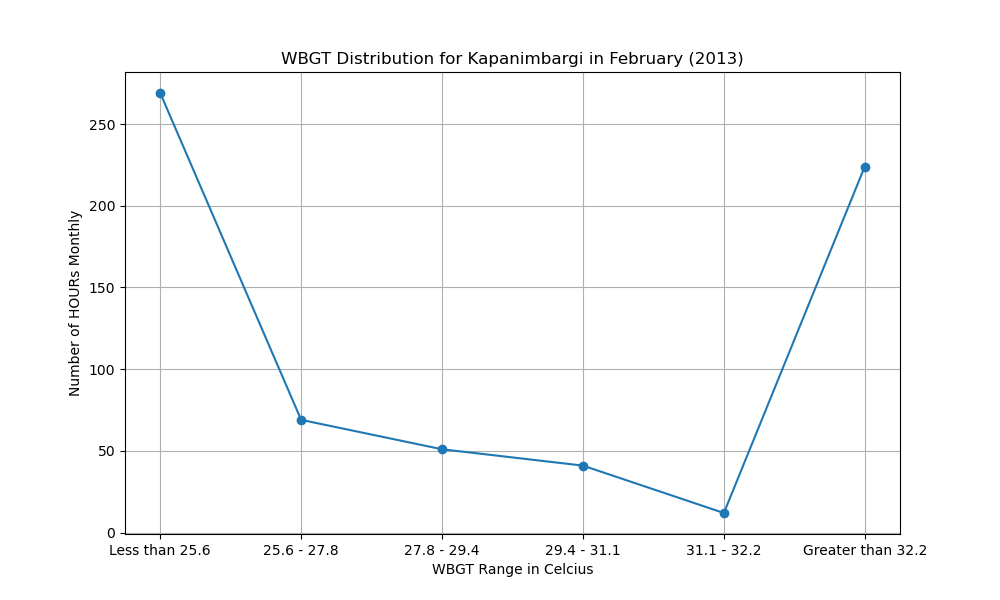 WBGT Distribution for Kapanimbargi in February (2013)
Number of HOURs Monthly
250
200
150
100
50
0
Less than 25.6
25.6 - 27.8
27.8 - 29.4
29.4 - 31.1
31.1 - 32.2
Greater than 32.2
WBGT Range in Celcius